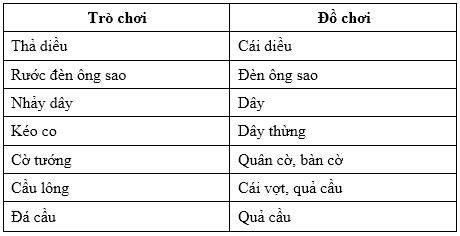 Trò chơi Đồ chơi
Thả diều Cái diều
Rước đèn ông sao Đèn ông sao
Nhảy dây Dây
Kéo co Dây thừng
Cờ tướng Quân cờ, bàn cờ
Cầu lông Cái vợt, quả cầu
Đá cầu Quả cầu